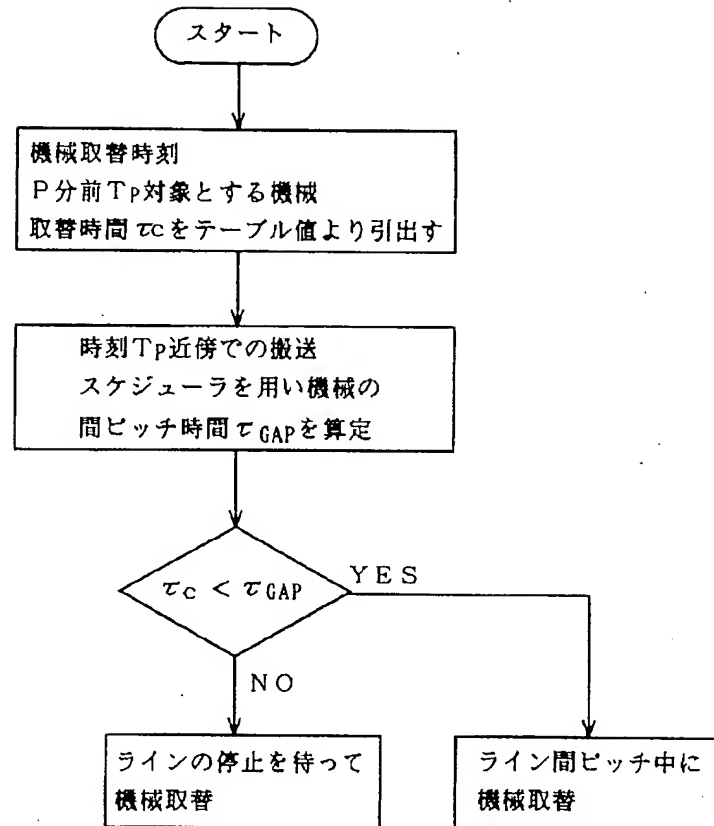 スタート
機械取替時刻
P分前TP対象とする機械
取替時間τCをテーブル値より引出す
時刻TP近傍での搬送
スケジューラを用い機械の
間ピッチ時間τGAPを算定
τC < τGAP
YES
NO
ラインの停止を待って
機械取替
ライン間ピッチ中に
機械取替